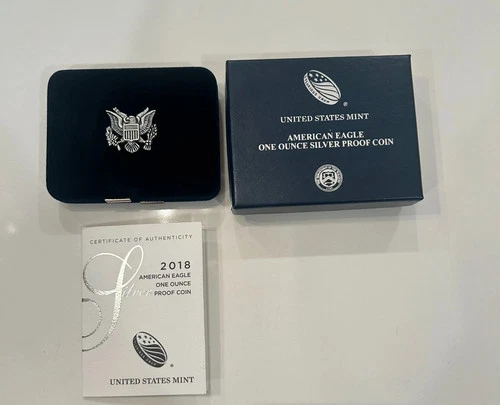 UNITED STATES MINT
AMERICAN EAGLE
ONE OUNCE SILVER PROOF COIN
CERTIFICATE OF AUTHENTICITY
2018
AMERICAN EAGLE
ONE OUNCE
Silver PROOF COIN
UNITED STATES MINT